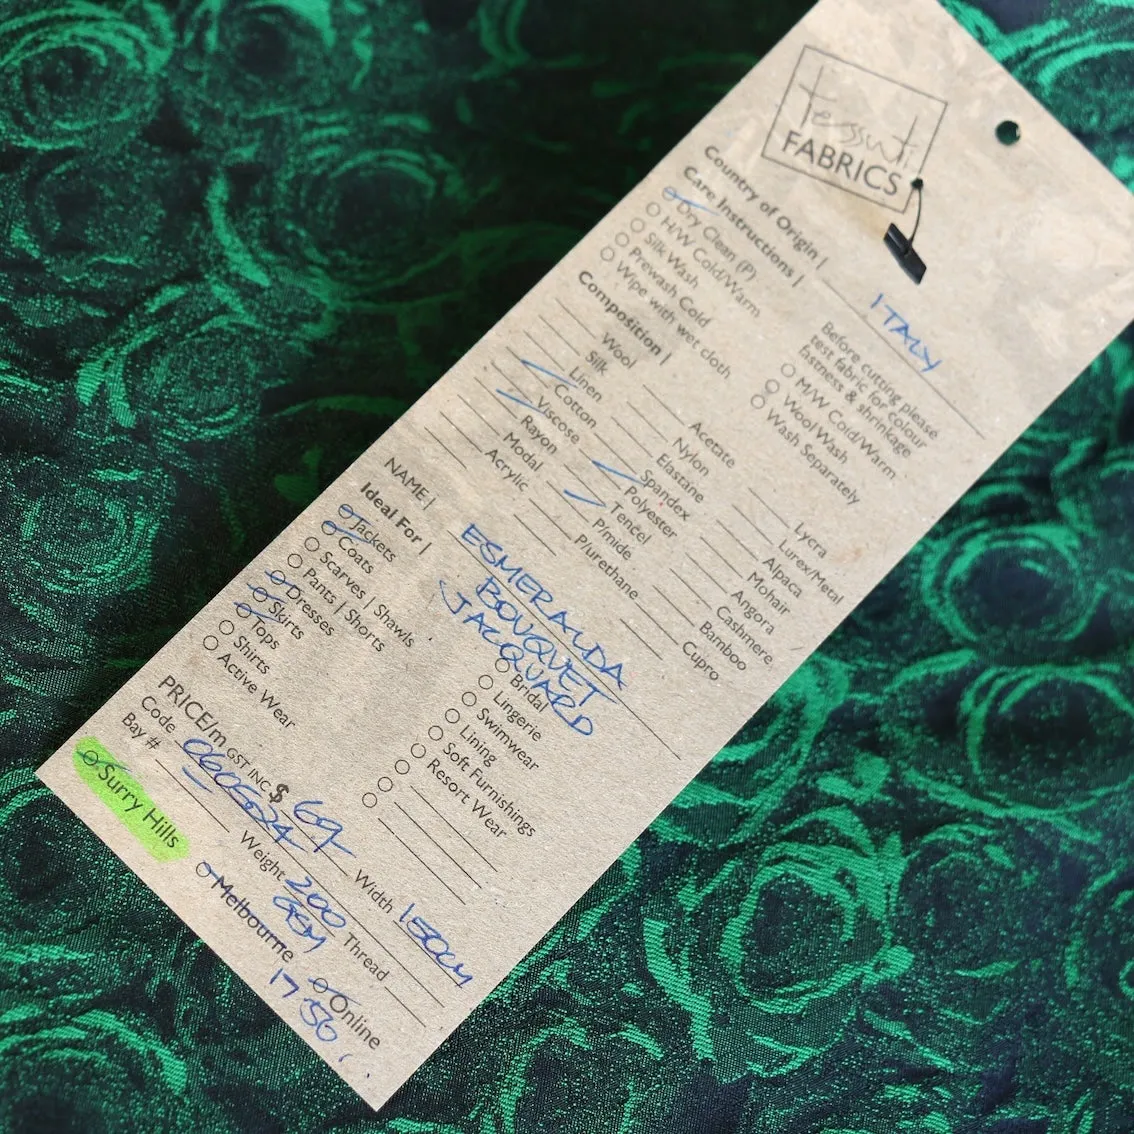 Tessuti
FABRICS
Country of Origin | ITALY
Care Instructions |
Dry Clean (P)
H/W Cold/Warm
Silk Wash
Prewash Cold
Wipe with wet cloth
Before cutting please
test fabric for colour
fastness & shrinkage
M/W Cold/Warm
Wool Wash
Wash Separately
Composition |
Wool
Silk
Linen
Cotton
Viscose
Rayon
Modal
Acrylic
Acetate
Nylon
Elastane
Spandex
Polyester
Tencel
P/mide
P/urethane
Lycra
Lurex/Metal
Alpaca
Mohair
Angora
Cashmere
Bamboo
Cupro
NAME | ESMERALDA
BOUQUET
JACQUARD
Ideal For |
Jackets
Coats
Scarves | Shawls
Pants | Shorts
Dresses
Skirts
Tops
Shirts
Active Wear
Bridal
Lingerie
Swimwear
Lining
Soft Furnishings
Resort Wear
PRICE/m GST INC $ 69
Code 060524 Width 150cm
Bay # Weight 200 GSM Thread
Surry Hills Melbourne Online
17.50